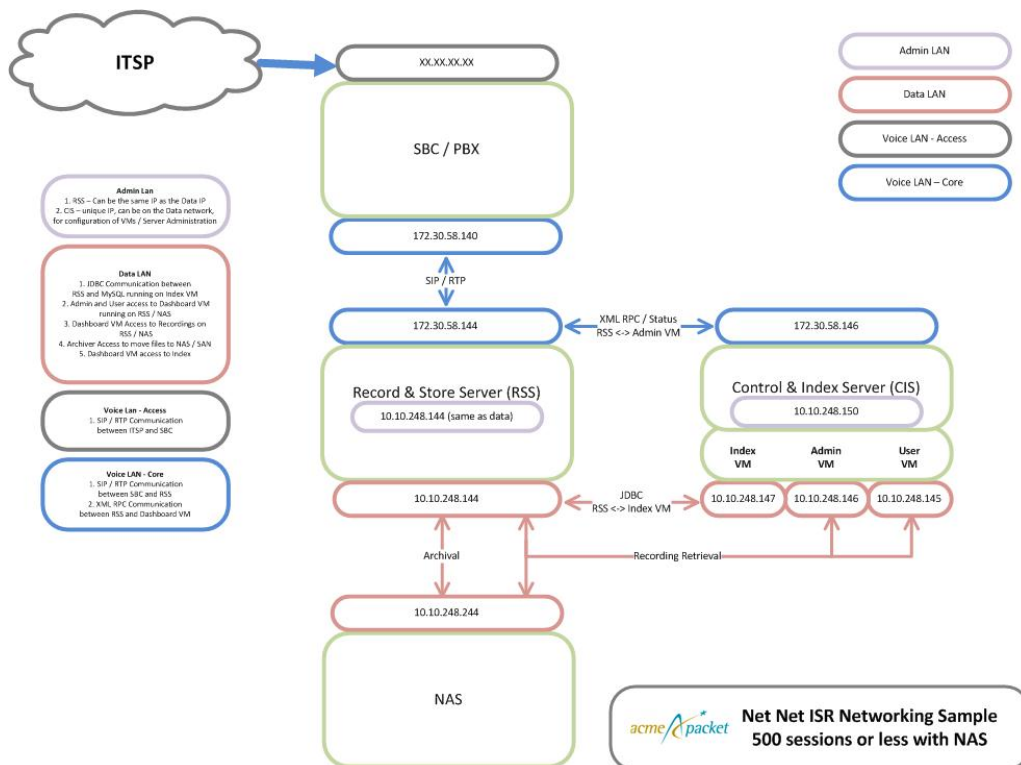 ITSP
XX.XX.XX.XX
SBC / PBX
172.30.58.140
SIP / RTP
172.30.58.144
XML RPC / Status
RSS <-> Admin VM
172.30.58.146
Record & Store Server (RSS)
10.10.248.144 (same as data)
Control & Index Server (CIS)
10.10.248.150
Index
VM
Admin
VM
User
VM
10.10.248.144
JDBC
RSS <-> Index VM
10.10.248.147
10.10.248.146
10.10.248.145
Archival
Recording Retrieval
10.10.248.244
NAS
Admin LAN
Data LAN
Voice LAN - Access
Voice LAN – Core
Admin Lan
1. RSS – Can be the same IP as the Data IP
2. CIS – unique IP, can be on the Data network,
for configuration of VMs / Server Administration
Data LAN
1. JDBC Communication between
RSS and MySQL running on Index VM
2. Admin and User access to Dashboard VM
running on RSS / NAS
3. Dashboard VM Access to Recordings on
RSS / NAS
4. Archiver Access to move files to NAS / SAN
5. Dashboard VM access to Index
Voice Lan - Access
1. SIP / RTP Communication
between ITSP and SBC
Voice LAN - Core
1. SIP / RTP Communication
between SBC and RSS
2. XML RPC Communication
between RSS and Dashboard VM
acme packet
Net Net ISR Networking Sample
500 sessions or less with NAS